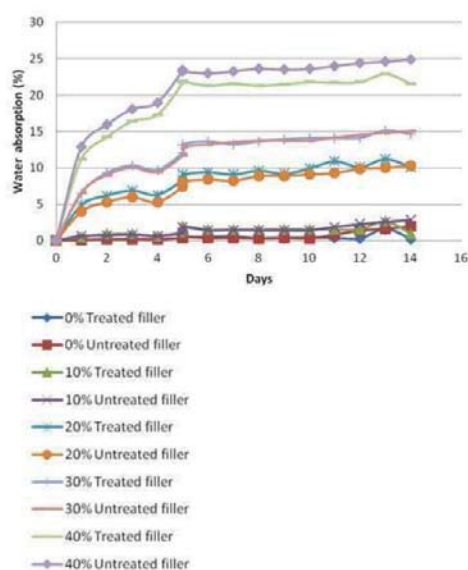 30
25
20
15
10
5
0
Water absorption (%)
0 2 4 6 8 10 12 14 16
Days
0% Treated filler
0% Untreated filler
10% Treated filler
10% Untreated filler
20% Treated filler
20% Untreated filler
30% Treated filler
30% Untreated filler
40% Treated filler
40% Untreated filler